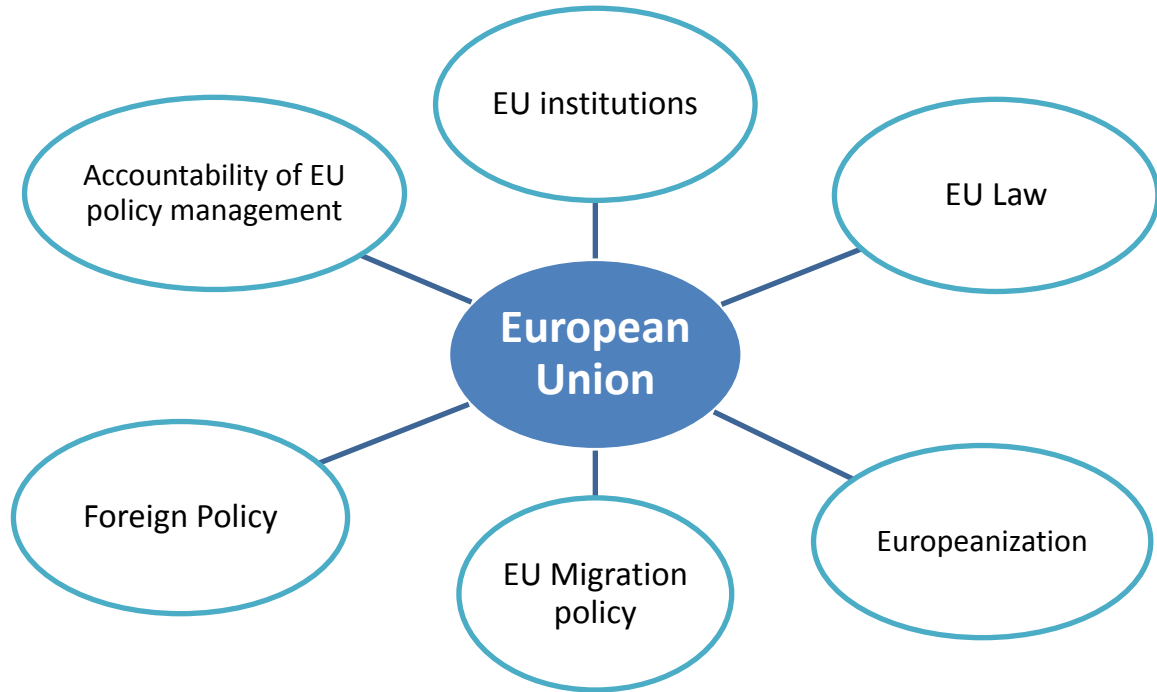 EU institutions
Accountability of EU
policy management
EU Law
European
Union
Foreign Policy
EU Migration
policy
Europeanization